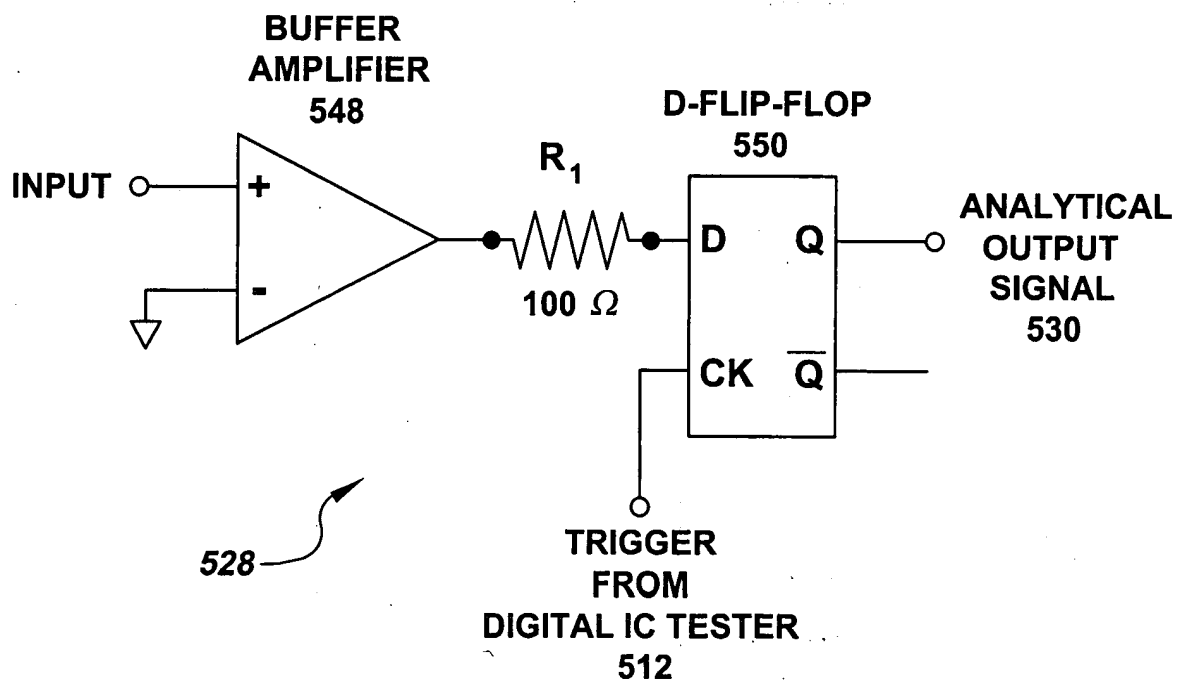 BUFFER
AMPLIFIER
548
D-FLIP-FLOP
550
R1
INPUT
+
-
100 Ω
D
Q
CK
Q̅
ANALYTICAL
OUTPUT
SIGNAL
530
528
TRIGGER
FROM
DIGITAL IC TESTER
512